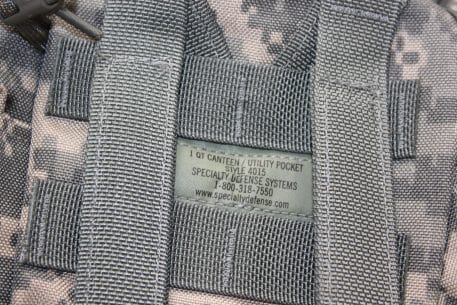 1 QT CANTEEN / UTILITY POCKET
STYLE 4015
SPECIALTY DEFENSE SYSTEMS
1-800-318-7550
www.specialtydefense.com